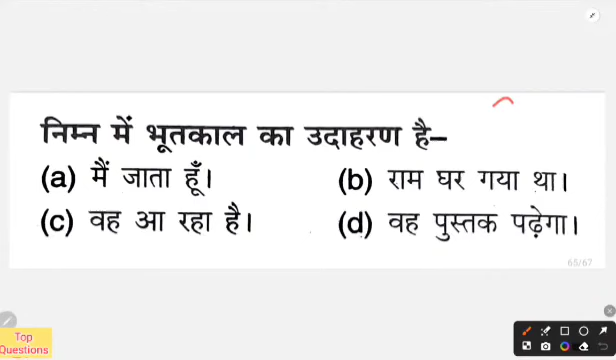 निम्न में भूतकाल का उदाहरण है–
(a) मैं जाता हूँ। (b) राम घर गया था।
(c) वह आ रहा है। (d) वह पुस्तक पढ़ेगा।
65/67
Top
Questions